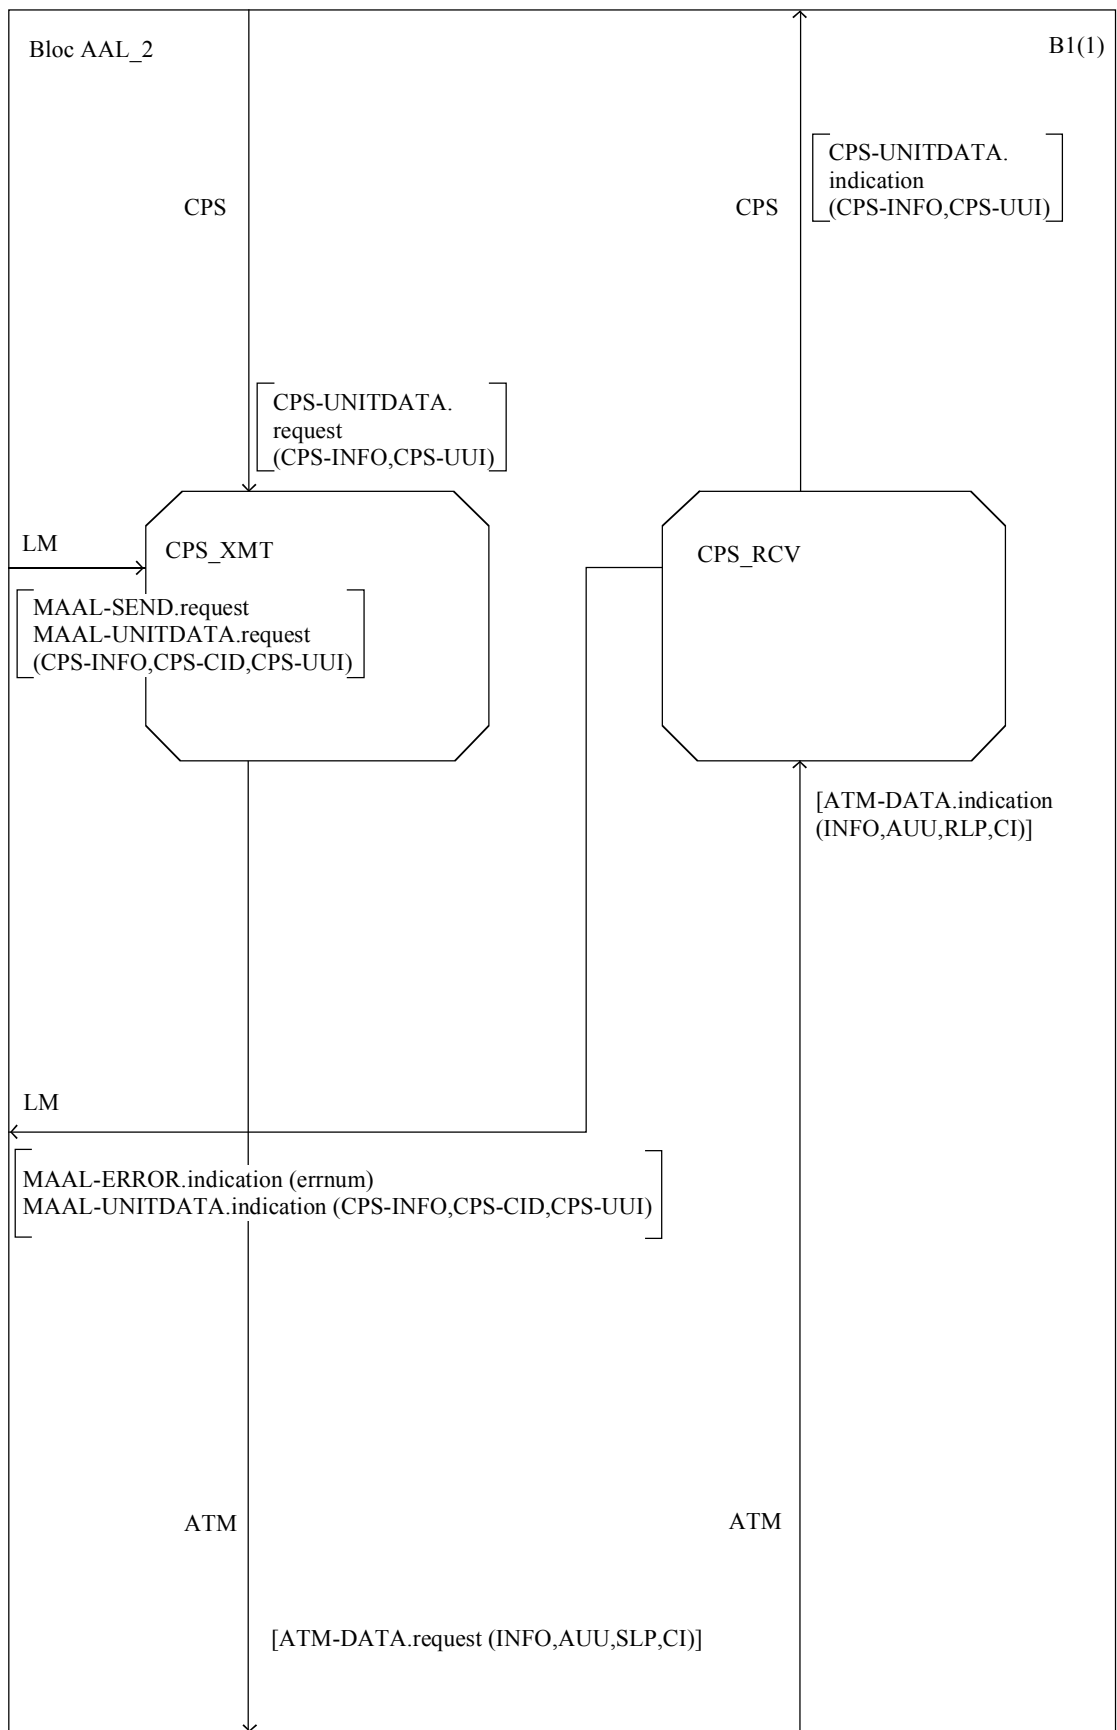 Bloc AAL_2
B1(1)
CPS-UNITDATA.
indication
(CPS-INFO,CPS-UUI)
CPS
CPS
CPS-UNITDATA.
request
(CPS-INFO,CPS-UUI)
LM
CPS_XMT
CPS_RCV
MAAL-SEND.request
MAAL-UNITDATA.request
(CPS-INFO,CPS-CID,CPS-UUI)
[ATM-DATA.indication
(INFO,AUU,RLP,CI)]
LM
MAAL-ERROR.indication (errnum)
MAAL-UNITDATA.indication (CPS-INFO,CPS-CID,CPS-UUI)
ATM
ATM
[ATM-DATA.request (INFO,AUU,SLP,CI)]